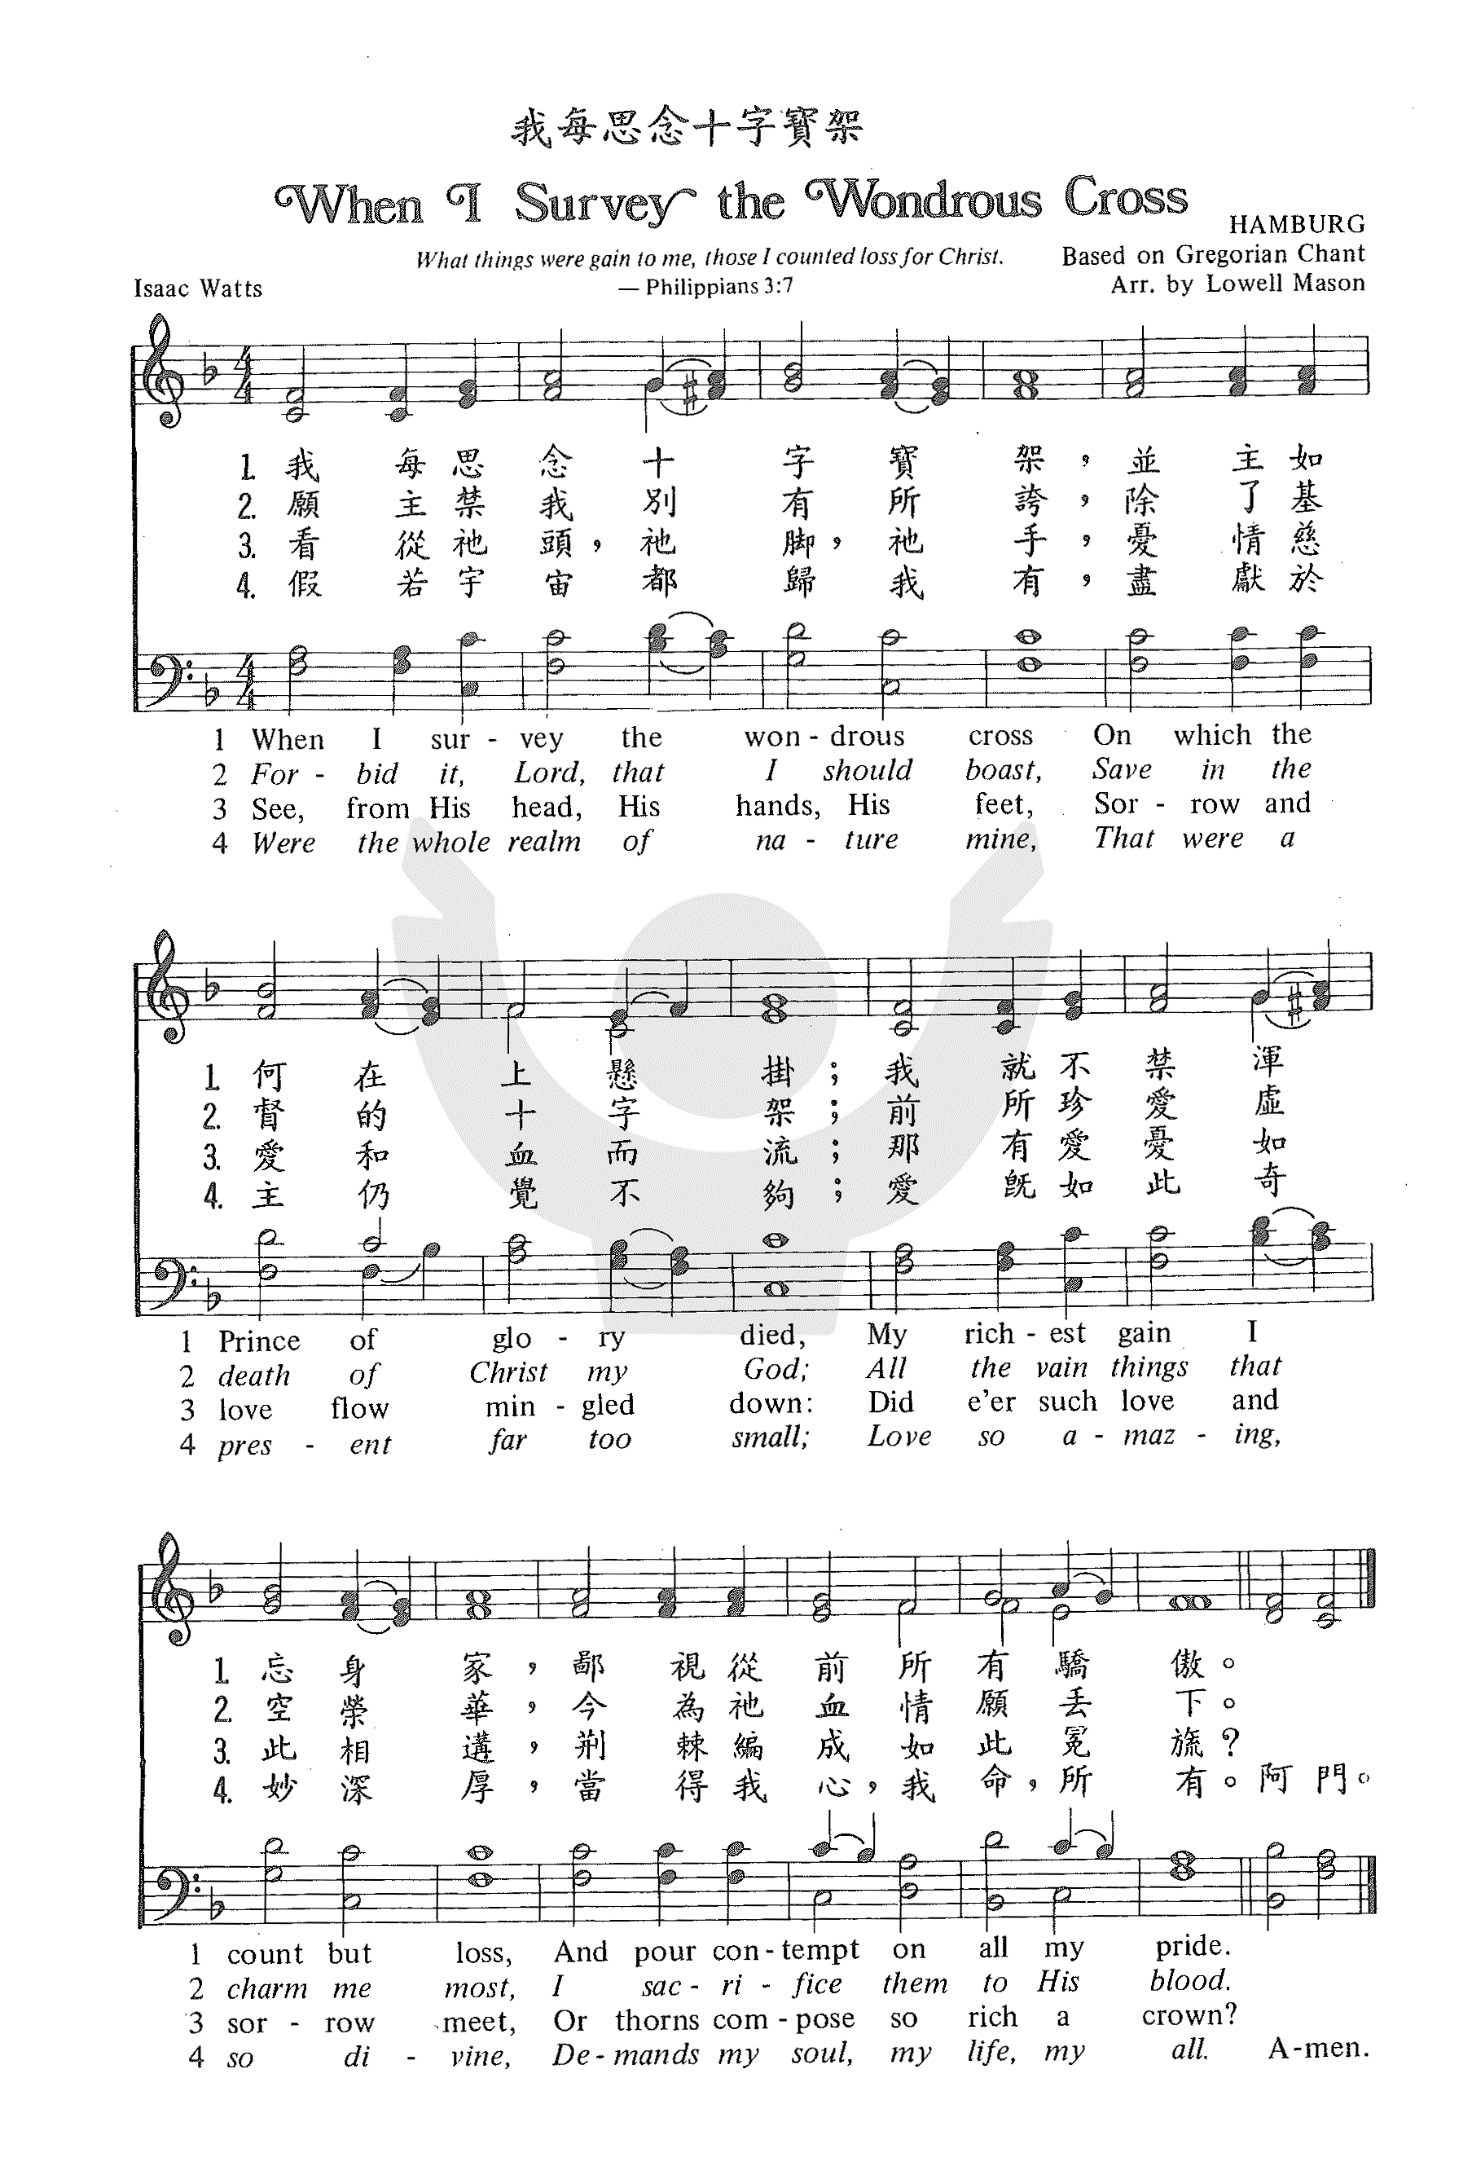 我每思念十字寶架
When I Survey the Wondrous Cross
HAMBURG
What things were gain to me, those I counted loss for Christ.
Based on Gregorian Chant
Isaac Watts
— Philippians 3:7
Arr. by Lowell Mason
1. 我每思念十字寶架，並主如
2. 願主禁我別有所誇，除了基
3. 看從祂頭，祂脚，祂手，憂情慈
4. 假若宇宙都歸我有，盡獻於
1 When I sur - vey the won - drous cross On which the
2 For - bid it, Lord, that I should boast, Save in the
3 See, from His head, His hands, His feet, Sor - row and
4 Were the whole realm of na - ture mine, That were a
1. 何在上懸掛；我就不禁渾
2. 督的十字架；前所珍愛虛
3. 愛和血而流；那有愛憂如
4. 主仍覺不夠；愛既如此奇
1 Prince of glo - ry died, My rich - est gain I
2 death of Christ my God; All the vain things that
3 love flow min - gled down: Did e'er such love and
4 pres - ent far too small; Love so a - maz - ing,
1. 忘身家，鄙視從前所有驕傲。
2. 空榮華，今為祂血情願丟下。
3. 此相遘，荆棘編成如此冕旒？
4. 妙深厚，當得我心，我命，所有。阿門。
1 count but loss, And pour con - tempt on all my pride.
2 charm me most, I sac - ri - fice them to His blood.
3 sor - row meet, Or thorns com - pose so rich a crown?
4 so di - vine, De - mands my soul, my life, my all. A-men.